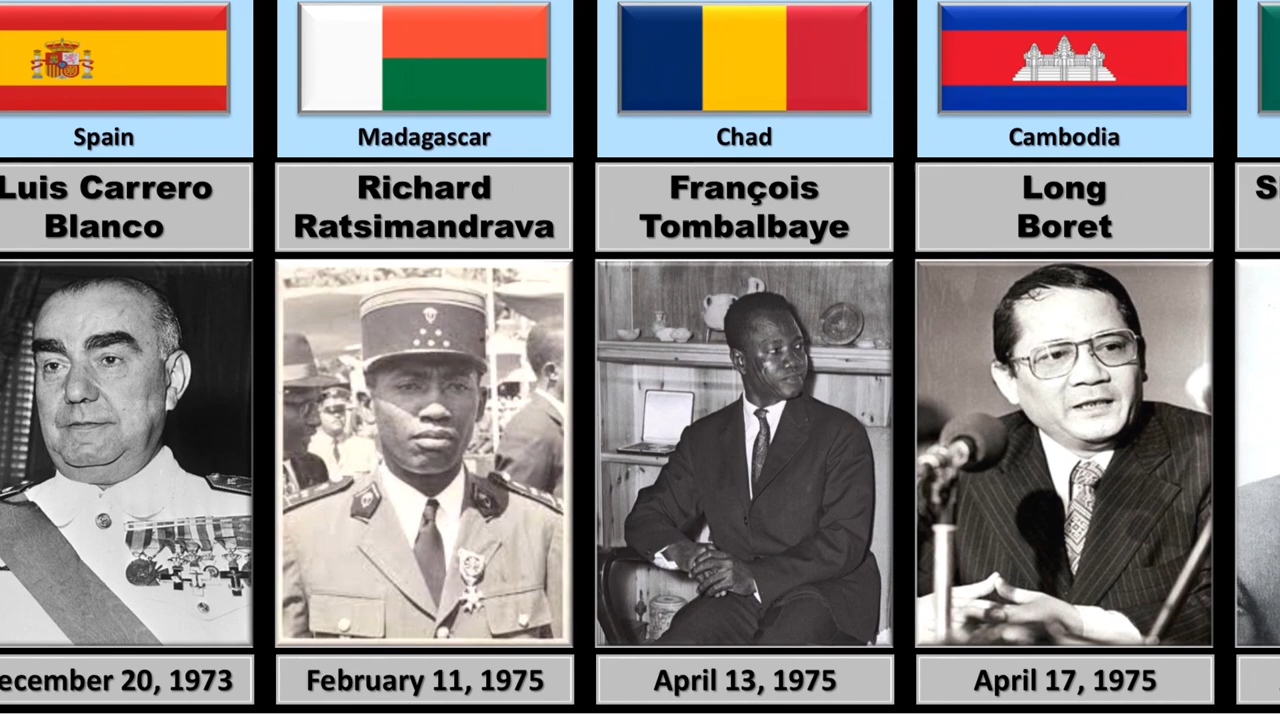 Spain
Luis Carrero
Blanco
ecember 20, 1973
Madagascar
Richard
Ratsimandrava
February 11, 1975
Chad
François
Tombalbaye
April 13, 1975
Cambodia
Long
Boret
April 17, 1975